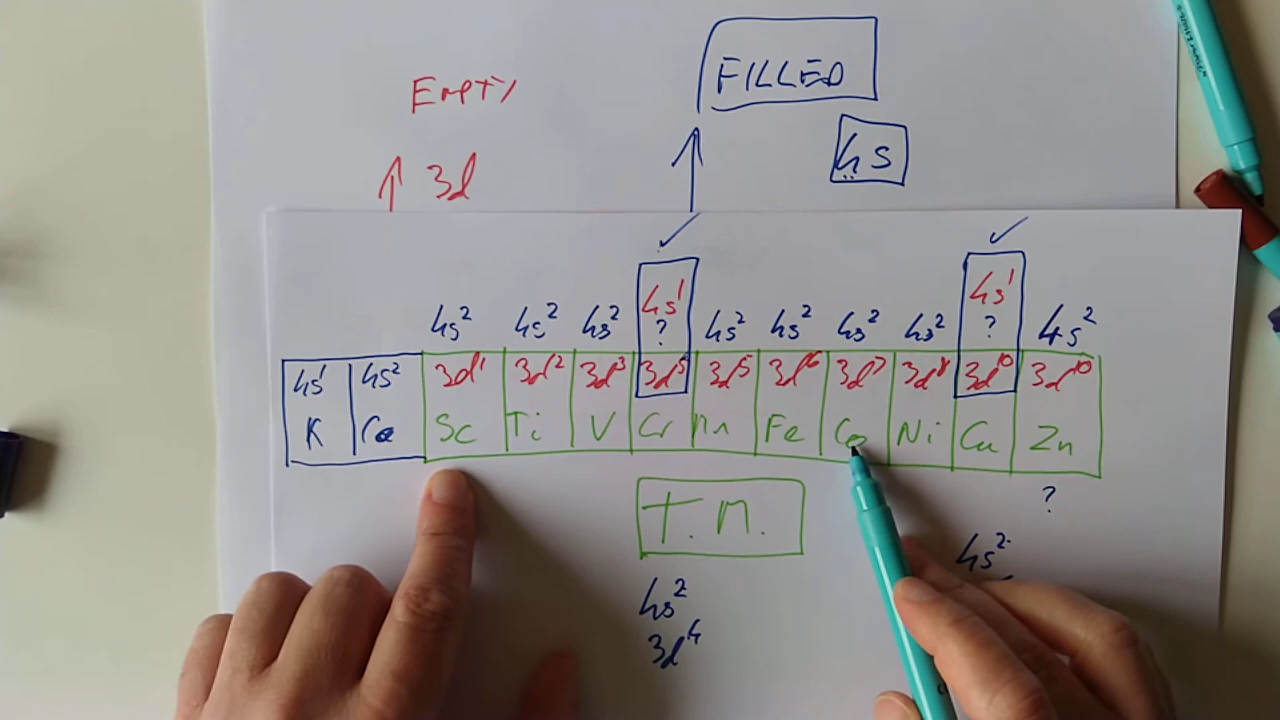 FILLED
Empty
4s
↑ 3d
✓ ✓
4s¹ 4s¹
4s² 4s² 4s² ? 4s² 4s² 4s² 4s² ? 4s²
4s¹ 4s² 3d¹ 3d² 3d³ 3d⁵ 3d⁵ 3d⁶ 3d⁷ 3d⁸ 3d¹⁰ 3d¹⁰
K Ca Sc Ti V Cr Mn Fe Co Ni Cu Zn
?
T.M.
4s²
4s²
3d⁴